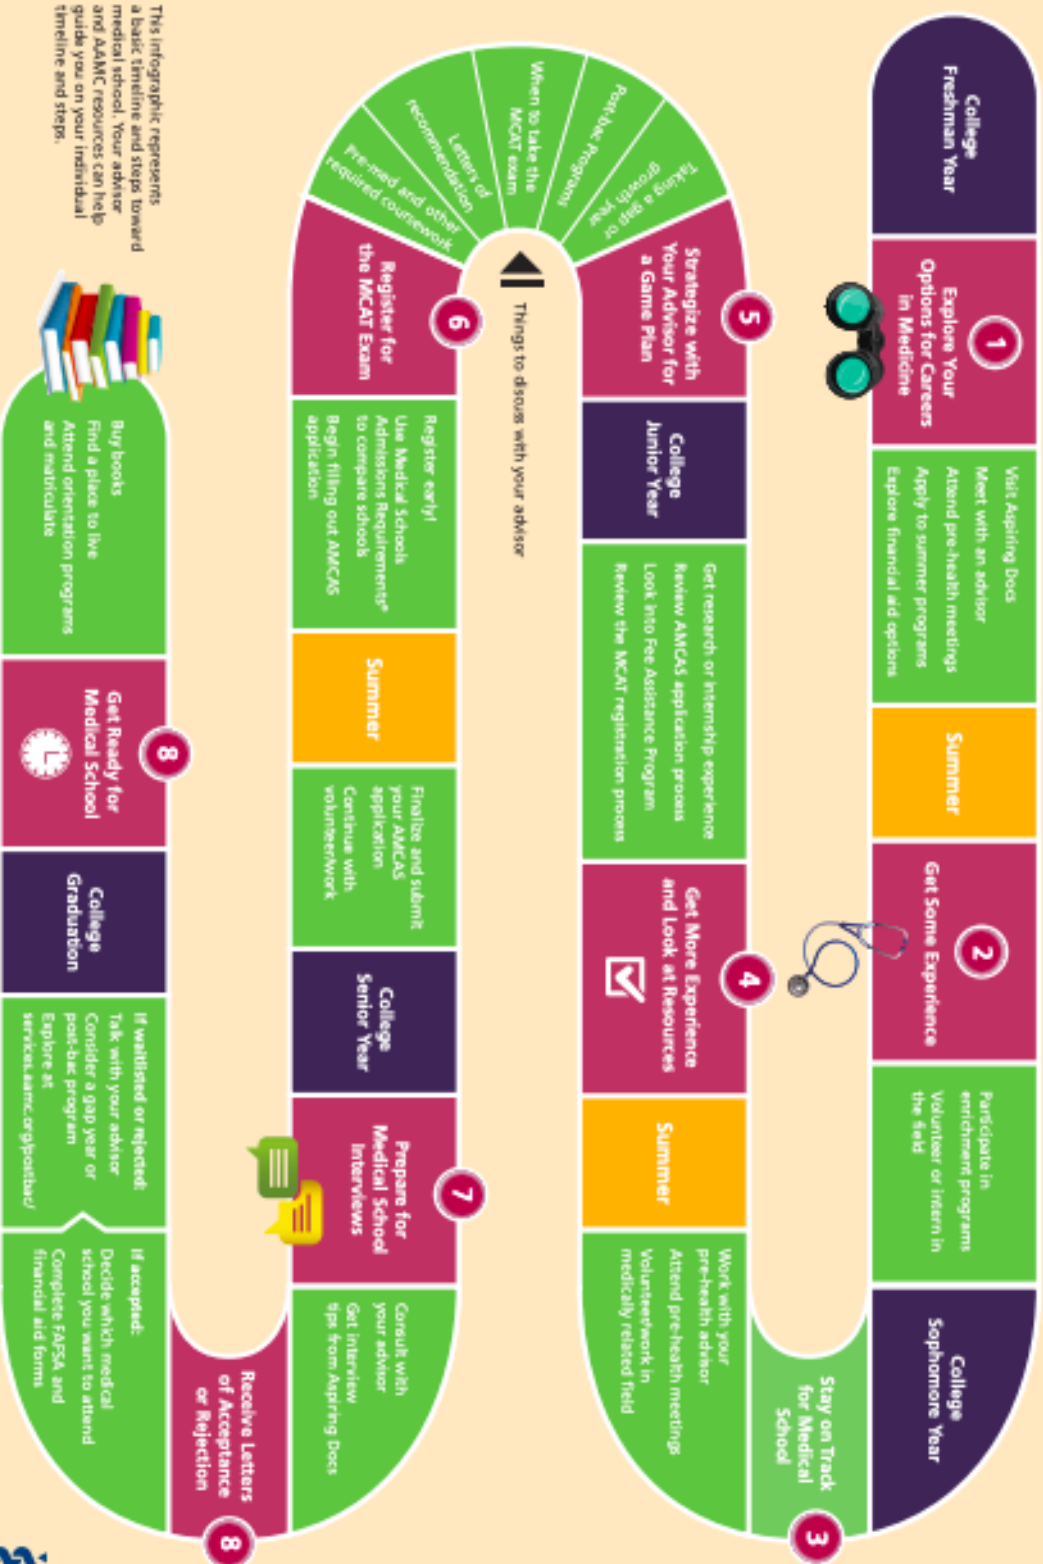 College
Freshman Year
1
Explore Your
Options for Careers
in Medicine
Visit Aspiring Docs
Meet with an advisor
Attend pre-health meetings
Apply to summer programs
Explore financial aid options
Summer
2
Get Some Experience
Participate in
enrichment programs
Volunteer or intern in
the field
College
Sophomore Year
Stay on Track
for Medical
School
3
Work with your
pre-health advisor
Attend pre-health meetings
Volunteer/work in
medically related field
Summer
4
Get More Experience
and Look at Resources
Get research or internship experience
Review AMCAS application process
Look into Fee Assistance Program
Review the MCAT registration process
College
Junior Year
5
Strategize with
Your Advisor for
a Game Plan
Taking a gap or
growth year
Post-bac Programs
When to take the
MCAT exam
Letters of
recommendation
Pre-med and other
required coursework
Things to discuss with your advisor
6
Register for
the MCAT Exam
Register early!
Use Medical Schools
Admissions Requirements®
to compare schools
Begin filling out AMCAS
application
Summer
Finalize and submit
your AMCAS
application
Continue with
volunteer/work
College
Senior Year
7
Prepare for
Medical School
Interviews
Consult with
your advisor
Get interview
tips from Aspiring Docs
Receive Letters
of Acceptance
or Rejection
8
If accepted:
Decide which medical
school you want to attend
Complete FAFSA and
financial aid forms
If waitlisted or rejected:
Talk with your advisor
Consider a gap year or
post-bac program
Explore at
services.aamc.org/postbac/
College
Graduation
8
Get Ready for
Medical School
Buy books
Find a place to live
Attend orientation programs
and matriculate
This infographic represents
a basic timeline and steps toward
medical school. Your advisor
and AAMC resources can help
guide you on your individual
timeline and steps.